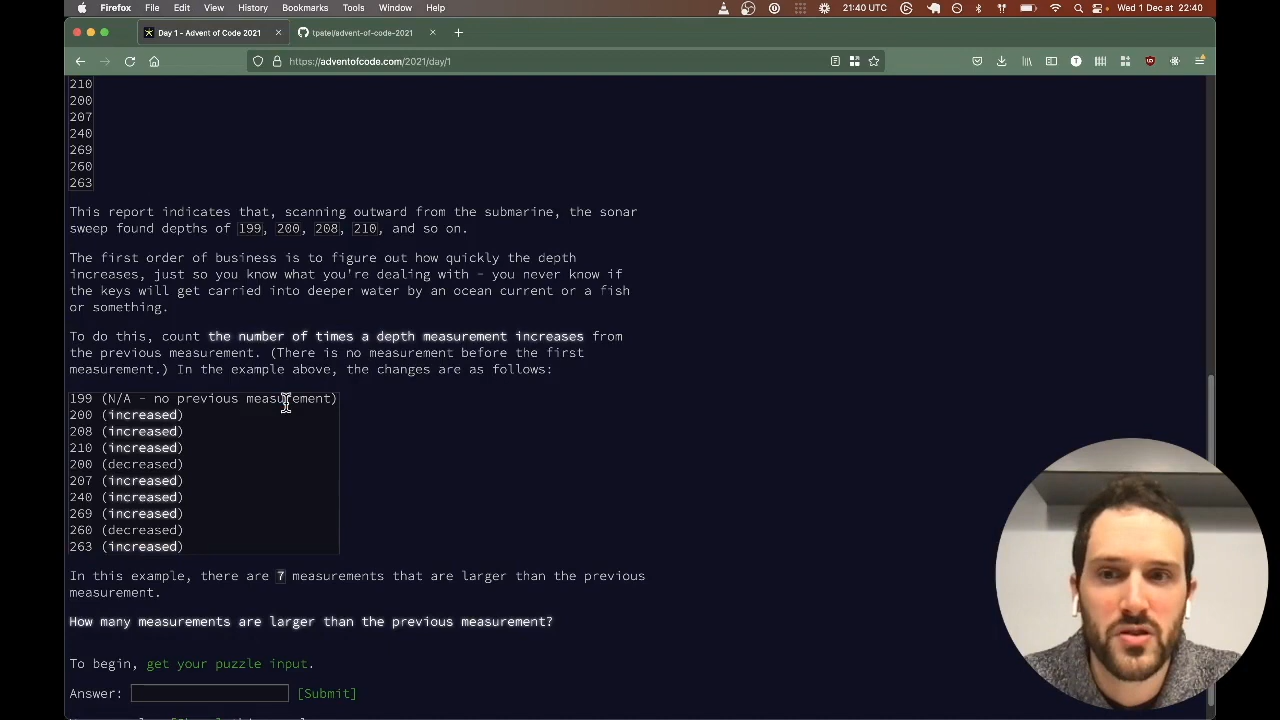 Firefox File Edit View History Bookmarks Tools Window Help 21:40 UTC Wed 1 Dec at 22:40
Day 1 - Advent of Code 2021 tpatel/advent-of-code-2021
https://adventofcode.com/2021/day/1
210
200
207
240
269
260
263
This report indicates that, scanning outward from the submarine, the sonar
sweep found depths of 199, 200, 208, 210, and so on.
The first order of business is to figure out how quickly the depth
increases, just so you know what you're dealing with - you never know if
the keys will get carried into deeper water by an ocean current or a fish
or something.
To do this, count the number of times a depth measurement increases from
the previous measurement. (There is no measurement before the first
measurement.) In the example above, the changes are as follows:
199 (N/A - no previous measurement)
200 (increased)
208 (increased)
210 (increased)
200 (decreased)
207 (increased)
240 (increased)
269 (increased)
260 (decreased)
263 (increased)
In this example, there are 7 measurements that are larger than the previous
measurement.
How many measurements are larger than the previous measurement?
To begin, get your puzzle input.
Answer: [Submit]